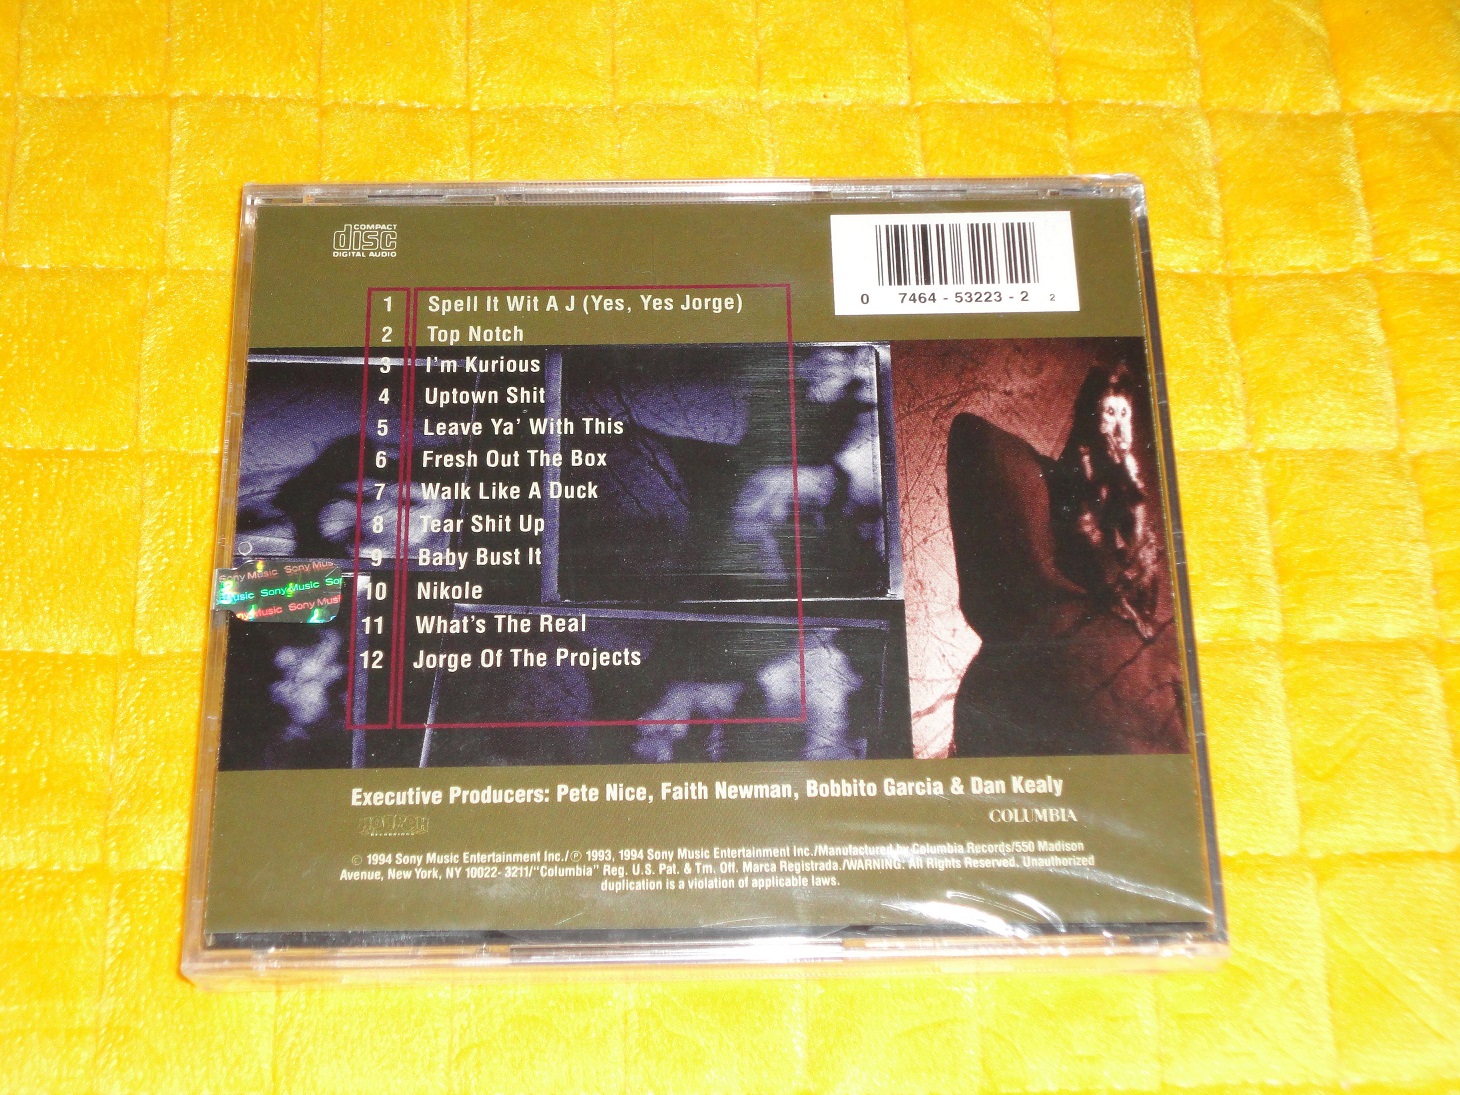 COMPACT
disc
DIGITAL AUDIO
0 7464 - 53223 - 2 2
1 Spell It Wit A J (Yes, Yes Jorge)
2 Top Notch
3 I'm Kurious
4 Uptown Shit
5 Leave Ya' With This
6 Fresh Out The Box
7 Walk Like A Duck
8 Tear Shit Up
9 Baby Bust It
10 Nikole
11 What's The Real
12 Jorge Of The Projects
Sony Music Sony Mus
Music Sony Music So
Music Sony Musi
Executive Producers: Pete Nice, Faith Newman, Bobbito Garcia & Dan Kealy
COLUMBIA
© 1994 Sony Music Entertainment Inc./℗ 1993, 1994 Sony Music Entertainment Inc./Manufactured by Columbia Records/550 Madison
Avenue, New York, NY 10022- 3211/"Columbia" Reg. U.S. Pat. & Tm. Off. Marca Registrada./WARNING: All Rights Reserved. Unauthorized
duplication is a violation of applicable laws.